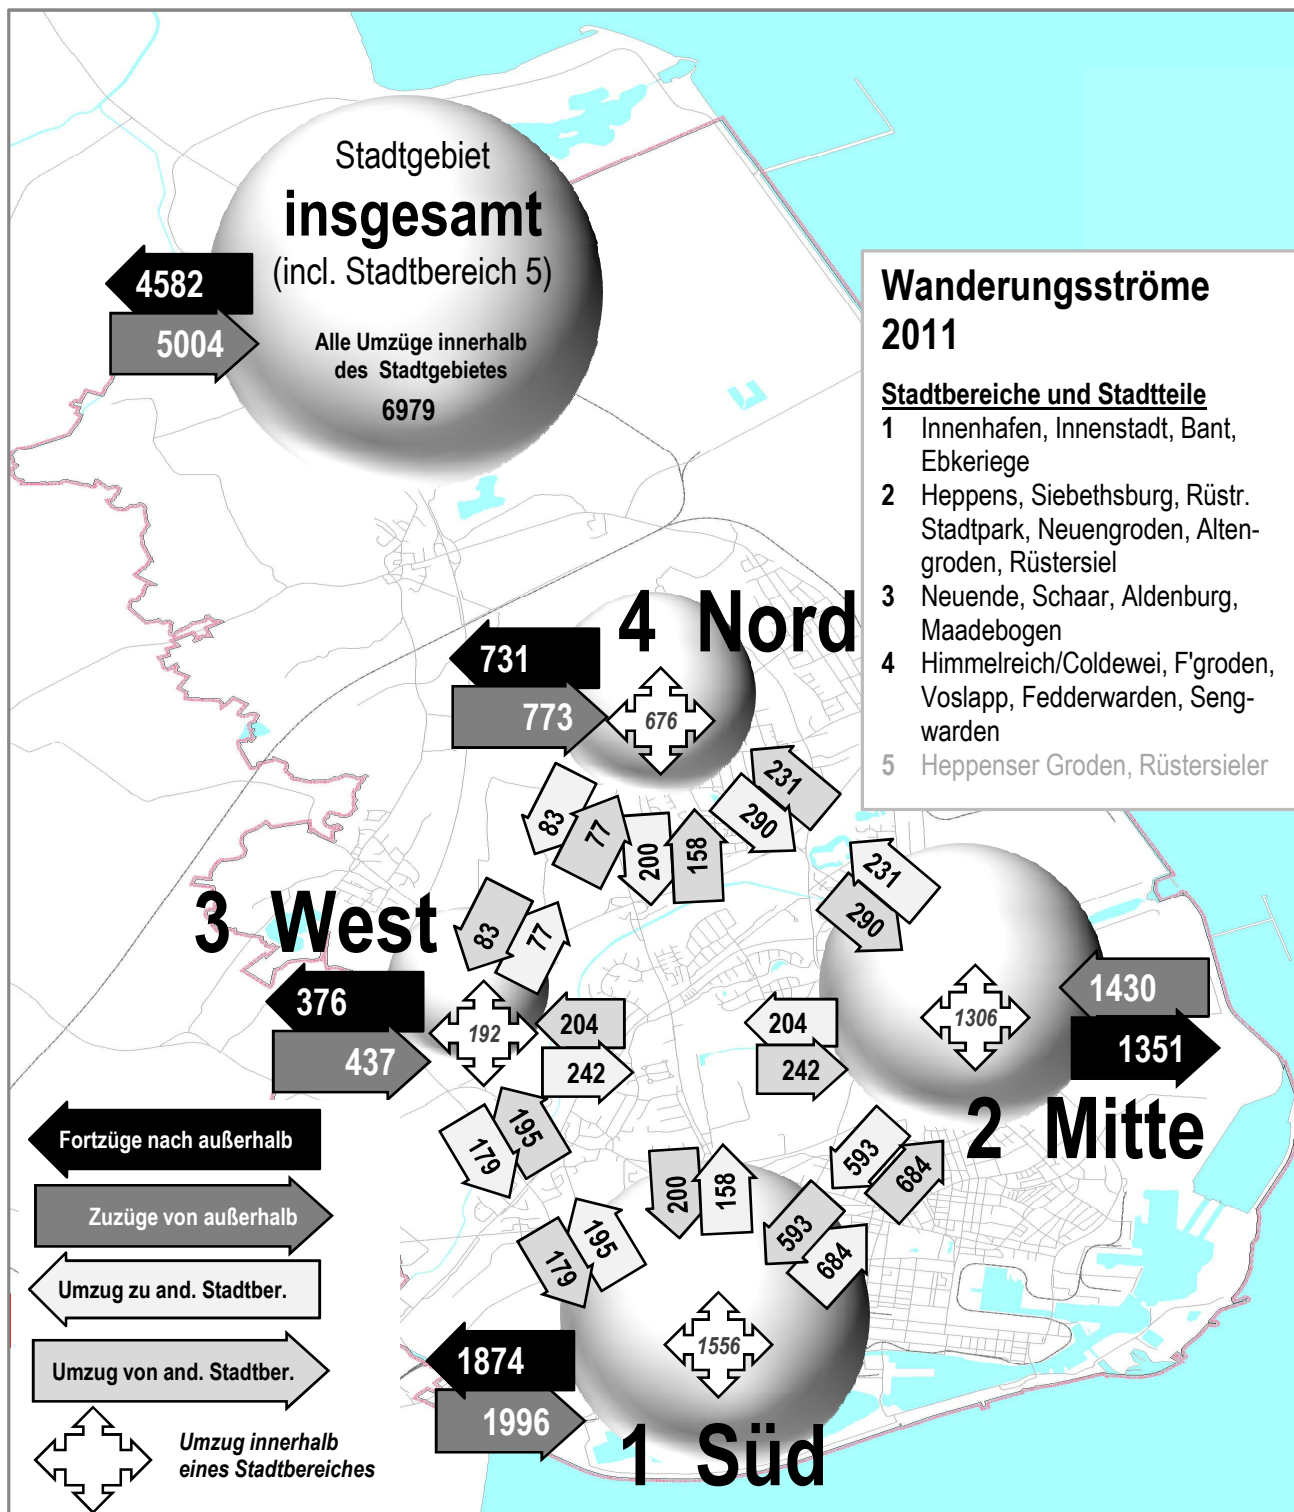 Stadtgebiet
insgesamt
(incl. Stadtbereich 5)
4582
5004
Alle Umzüge innerhalb
des Stadtgebietes
6979
Wanderungsströme
2011
Stadtbereiche und Stadtteile
1 Innenhafen, Innenstadt, Bant,
Ebkeriege
2 Heppens, Siebethsburg, Rüstr.
Stadtpark, Neuengroden, Alten-
groden, Rüstersiel
3 Neuende, Schaar, Aldenburg,
Maadebogen
4 Himmelreich/Coldewei, F'groden,
Voslapp, Fedderwarden, Seng-
warden
5 Heppenser Groden, Rüstersieler
4 Nord
731
773
676
83
77
200
158
231
290
3 West
376
437
192
83
77
204
242
179
195
231
290
204
242
1306
1430
1351
593
684
2 Mitte
200
158
593
684
179
195
1556
1874
1996
1 Süd
Fortzüge nach außerhalb
Zuzüge von außerhalb
Umzug zu and. Stadtber.
Umzug von and. Stadtber.
Umzug innerhalb
eines Stadtbereiches